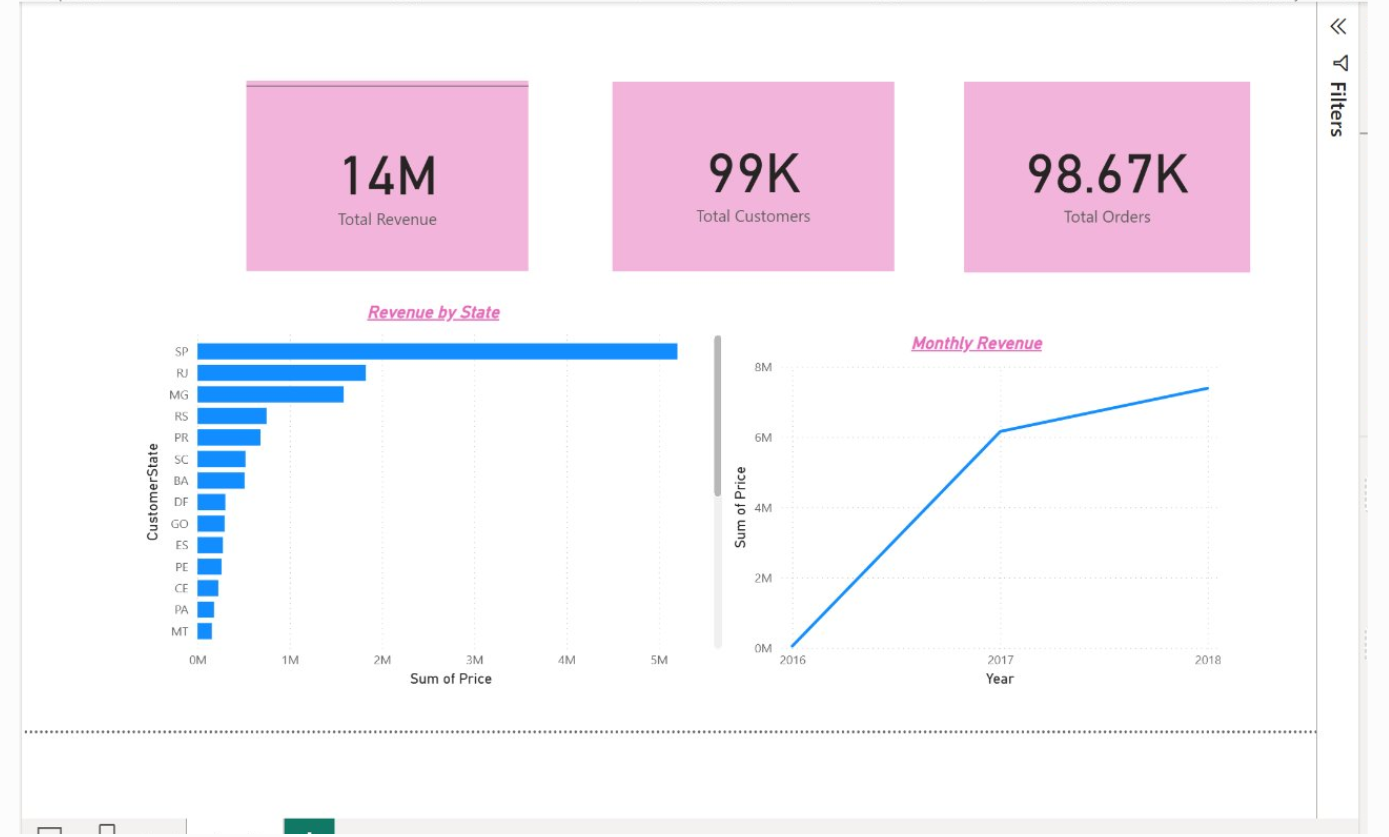 Filters
14M
Total Revenue
99K
Total Customers
98.67K
Total Orders
Revenue by State
CustomerState
SP
RJ
MG
RS
PR
SC
BA
DF
GO
ES
PE
CE
PA
MT
0M 1M 2M 3M 4M 5M
Sum of Price
Monthly Revenue
Sum of Price
8M
6M
4M
2M
0M
2016 2017 2018
Year